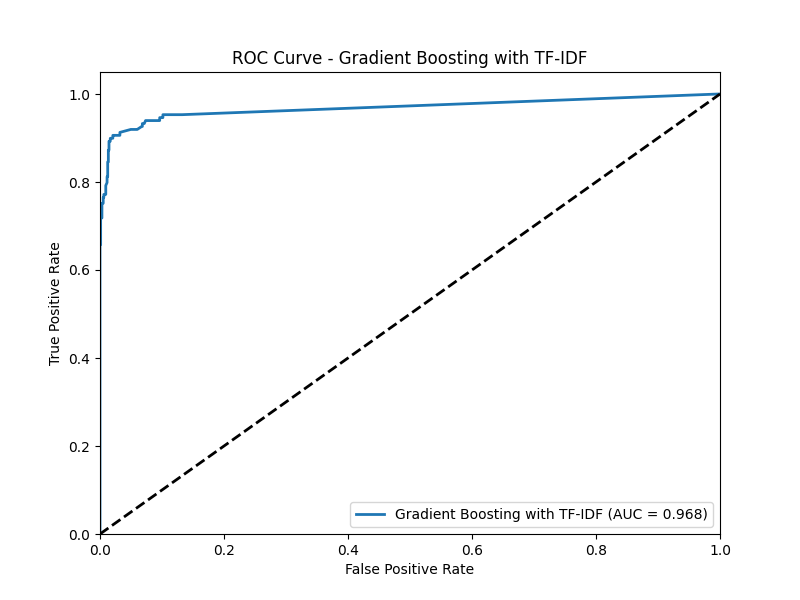 ROC Curve - Gradient Boosting with TF-IDF
True Positive Rate
1.0
0.8
0.6
0.4
0.2
0.0
Gradient Boosting with TF-IDF (AUC = 0.968)
0.0 0.2 0.4 0.6 0.8 1.0
False Positive Rate